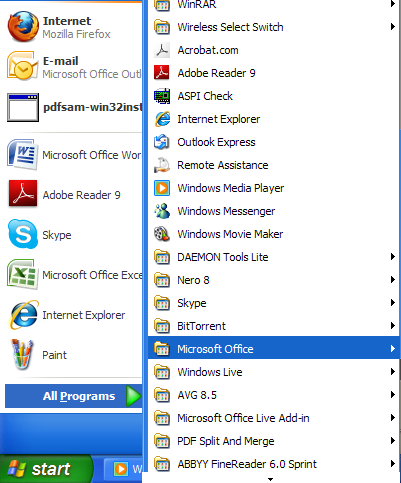 Internet
Mozilla Firefox
E-mail
Microsoft Office Outl
pdfsam-win32inst
Microsoft Office Wor
Adobe Reader 9
Skype
Microsoft Office Exce
Internet Explorer
Paint
All Programs
start
W
WinRAR
Wireless Select Switch
Acrobat.com
Adobe Reader 9
ASPI Check
Internet Explorer
Outlook Express
Remote Assistance
Windows Media Player
Windows Messenger
Windows Movie Maker
DAEMON Tools Lite
Nero 8
Skype
BitTorrent
Microsoft Office
Windows Live
AVG 8.5
Microsoft Office Live Add-in
PDF Split And Merge
ABBYY FineReader 6.0 Sprint